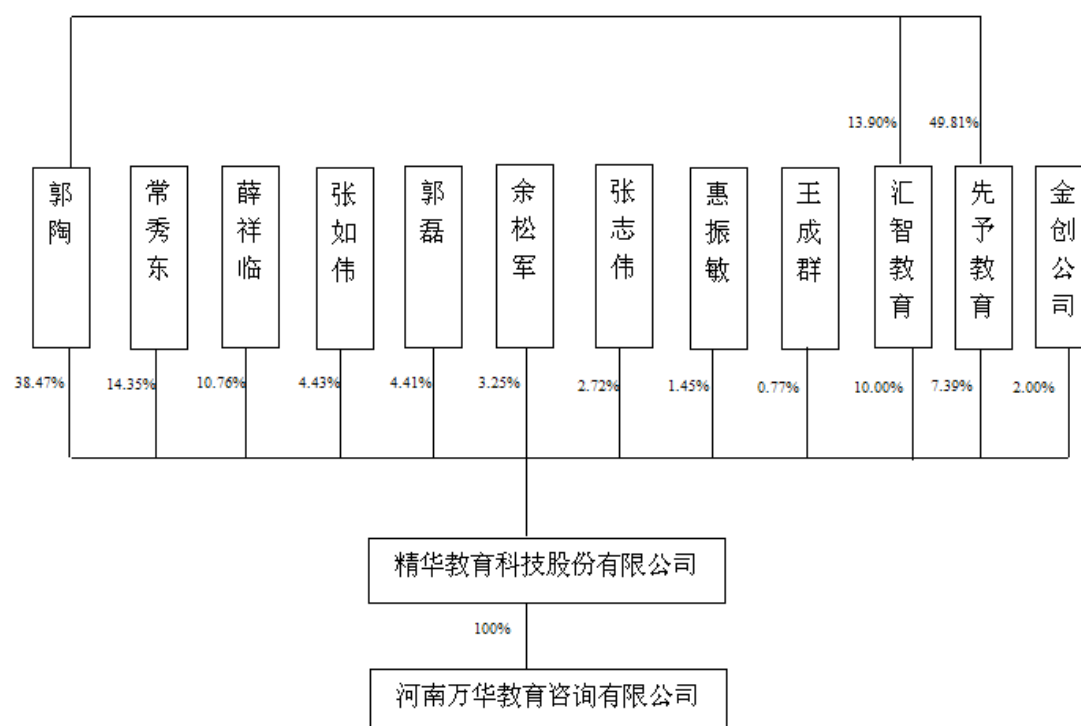 13.90%
49.81%
郭陶
常秀东
薛祥临
张如伟
郭磊
余松军
张志伟
惠振敏
王成群
汇智教育
先予教育
金创公司
38.47%
14.35%
10.76%
4.43%
4.41%
3.25%
2.72%
1.45%
0.77%
10.00%
7.39%
2.00%
精华教育科技股份有限公司
100%
河南万华教育咨询有限公司